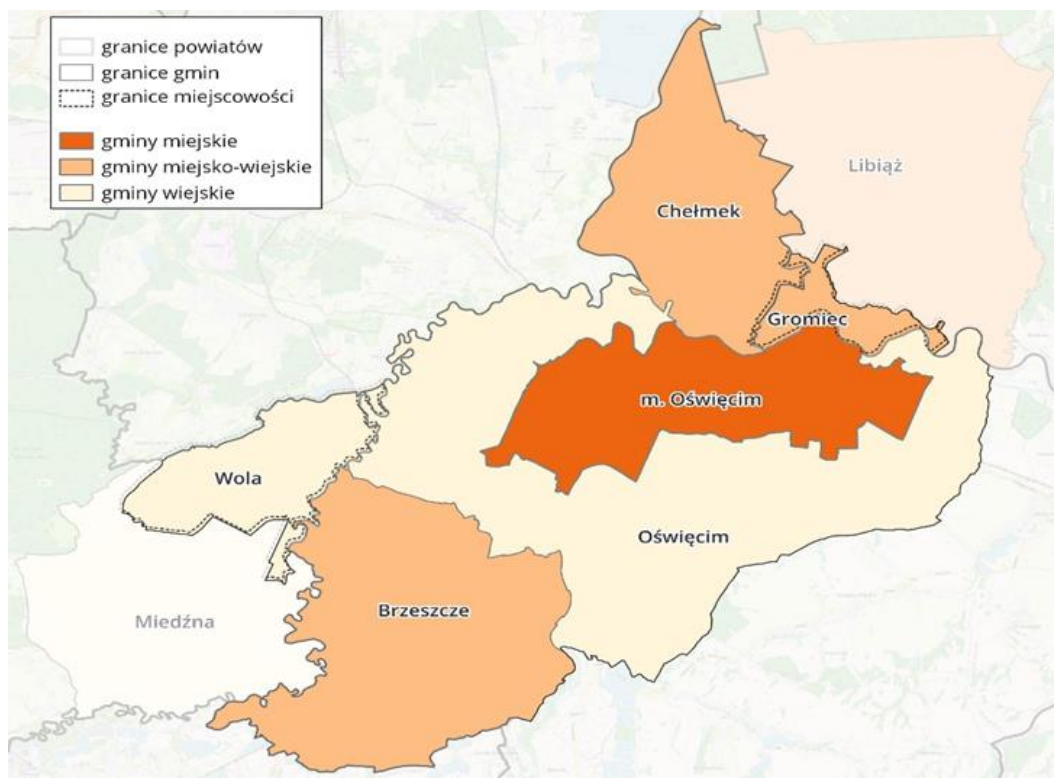 granice powiatów
granice gmin
granice miejscowości
gminy miejskie
gminy miejsko-wiejskie
gminy wiejskie
Libiąż
Chełmek
Gromiec
m. Oświęcim
Wola
Oświęcim
Brzeszcze
Miedźna